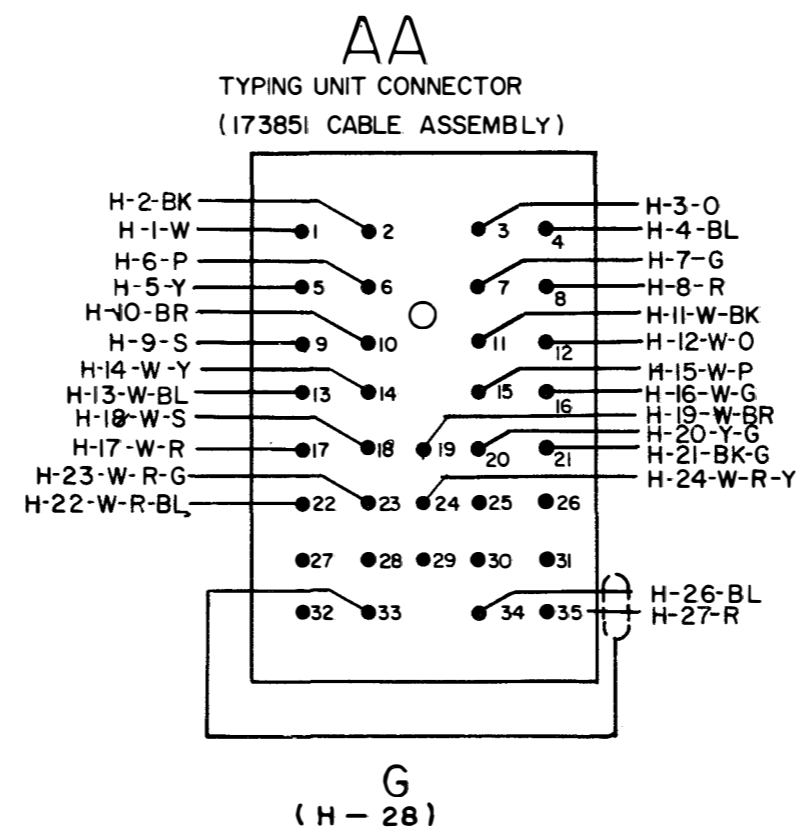 AA
TYPING UNIT CONNECTOR
(173851 CABLE ASSEMBLY)
H-2-BK
H-3-O
H-1-W 1 2 3 4 H-4-BL
H-6-P
H-7-G
H-5-Y 5 6 7 8 H-8-R
H-10-BR
H-11-W-BK
H-9-S 9 10 11 12 H-12-W-O
H-14-W-Y
H-15-W-P
H-13-W-BL 13 14 15 16 H-16-W-G
H-18-W-S
H-19-W-BR
H-20-Y-G
H-17-W-R 17 18 19 20 21 H-21-BK-G
H-23-W-R-G
H-24-W-R-Y
H-22-W-R-BL 22 23 24 25 26
27 28 29 30 31
H-26-BL
32 33 34 35 H-27-R
G
(H-28)